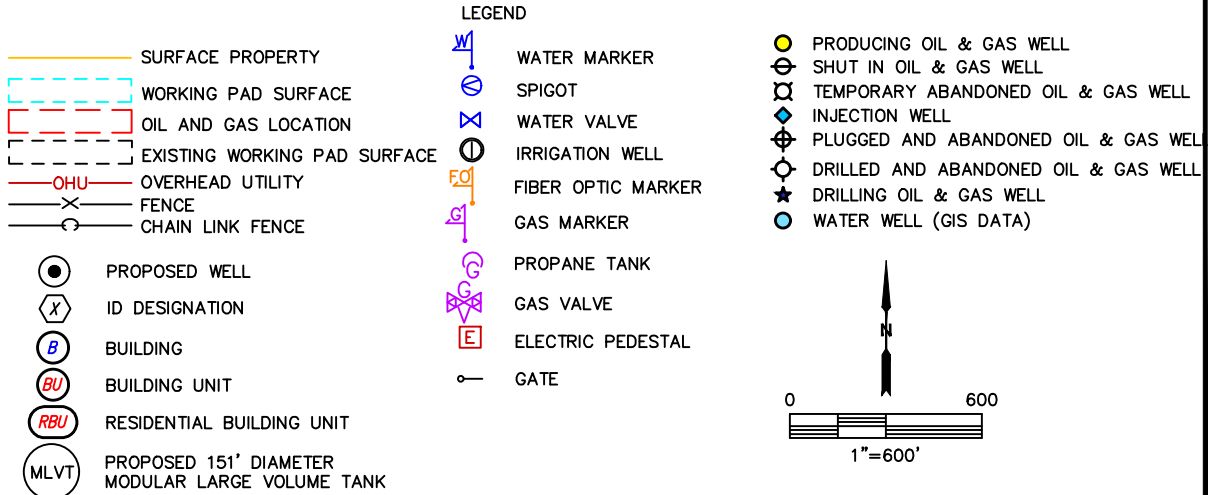 LEGEND
SURFACE PROPERTY
WORKING PAD SURFACE
OIL AND GAS LOCATION
EXISTING WORKING PAD SURFACE
OHU OVERHEAD UTILITY
FENCE
CHAIN LINK FENCE
PROPOSED WELL
X ID DESIGNATION
B BUILDING
BU BUILDING UNIT
RBU RESIDENTIAL BUILDING UNIT
MLVT PROPOSED 151' DIAMETER
MODULAR LARGE VOLUME TANK
W WATER MARKER
SPIGOT
WATER VALVE
IRRIGATION WELL
FO FIBER OPTIC MARKER
G GAS MARKER
G PROPANE TANK
G GAS VALVE
E ELECTRIC PEDESTAL
GATE
PRODUCING OIL & GAS WELL
SHUT IN OIL & GAS WELL
TEMPORARY ABANDONED OIL & GAS WELL
INJECTION WELL
PLUGGED AND ABANDONED OIL & GAS WELL
DRILLED AND ABANDONED OIL & GAS WELL
DRILLING OIL & GAS WELL
WATER WELL (GIS DATA)
N
0 600
1"=600'